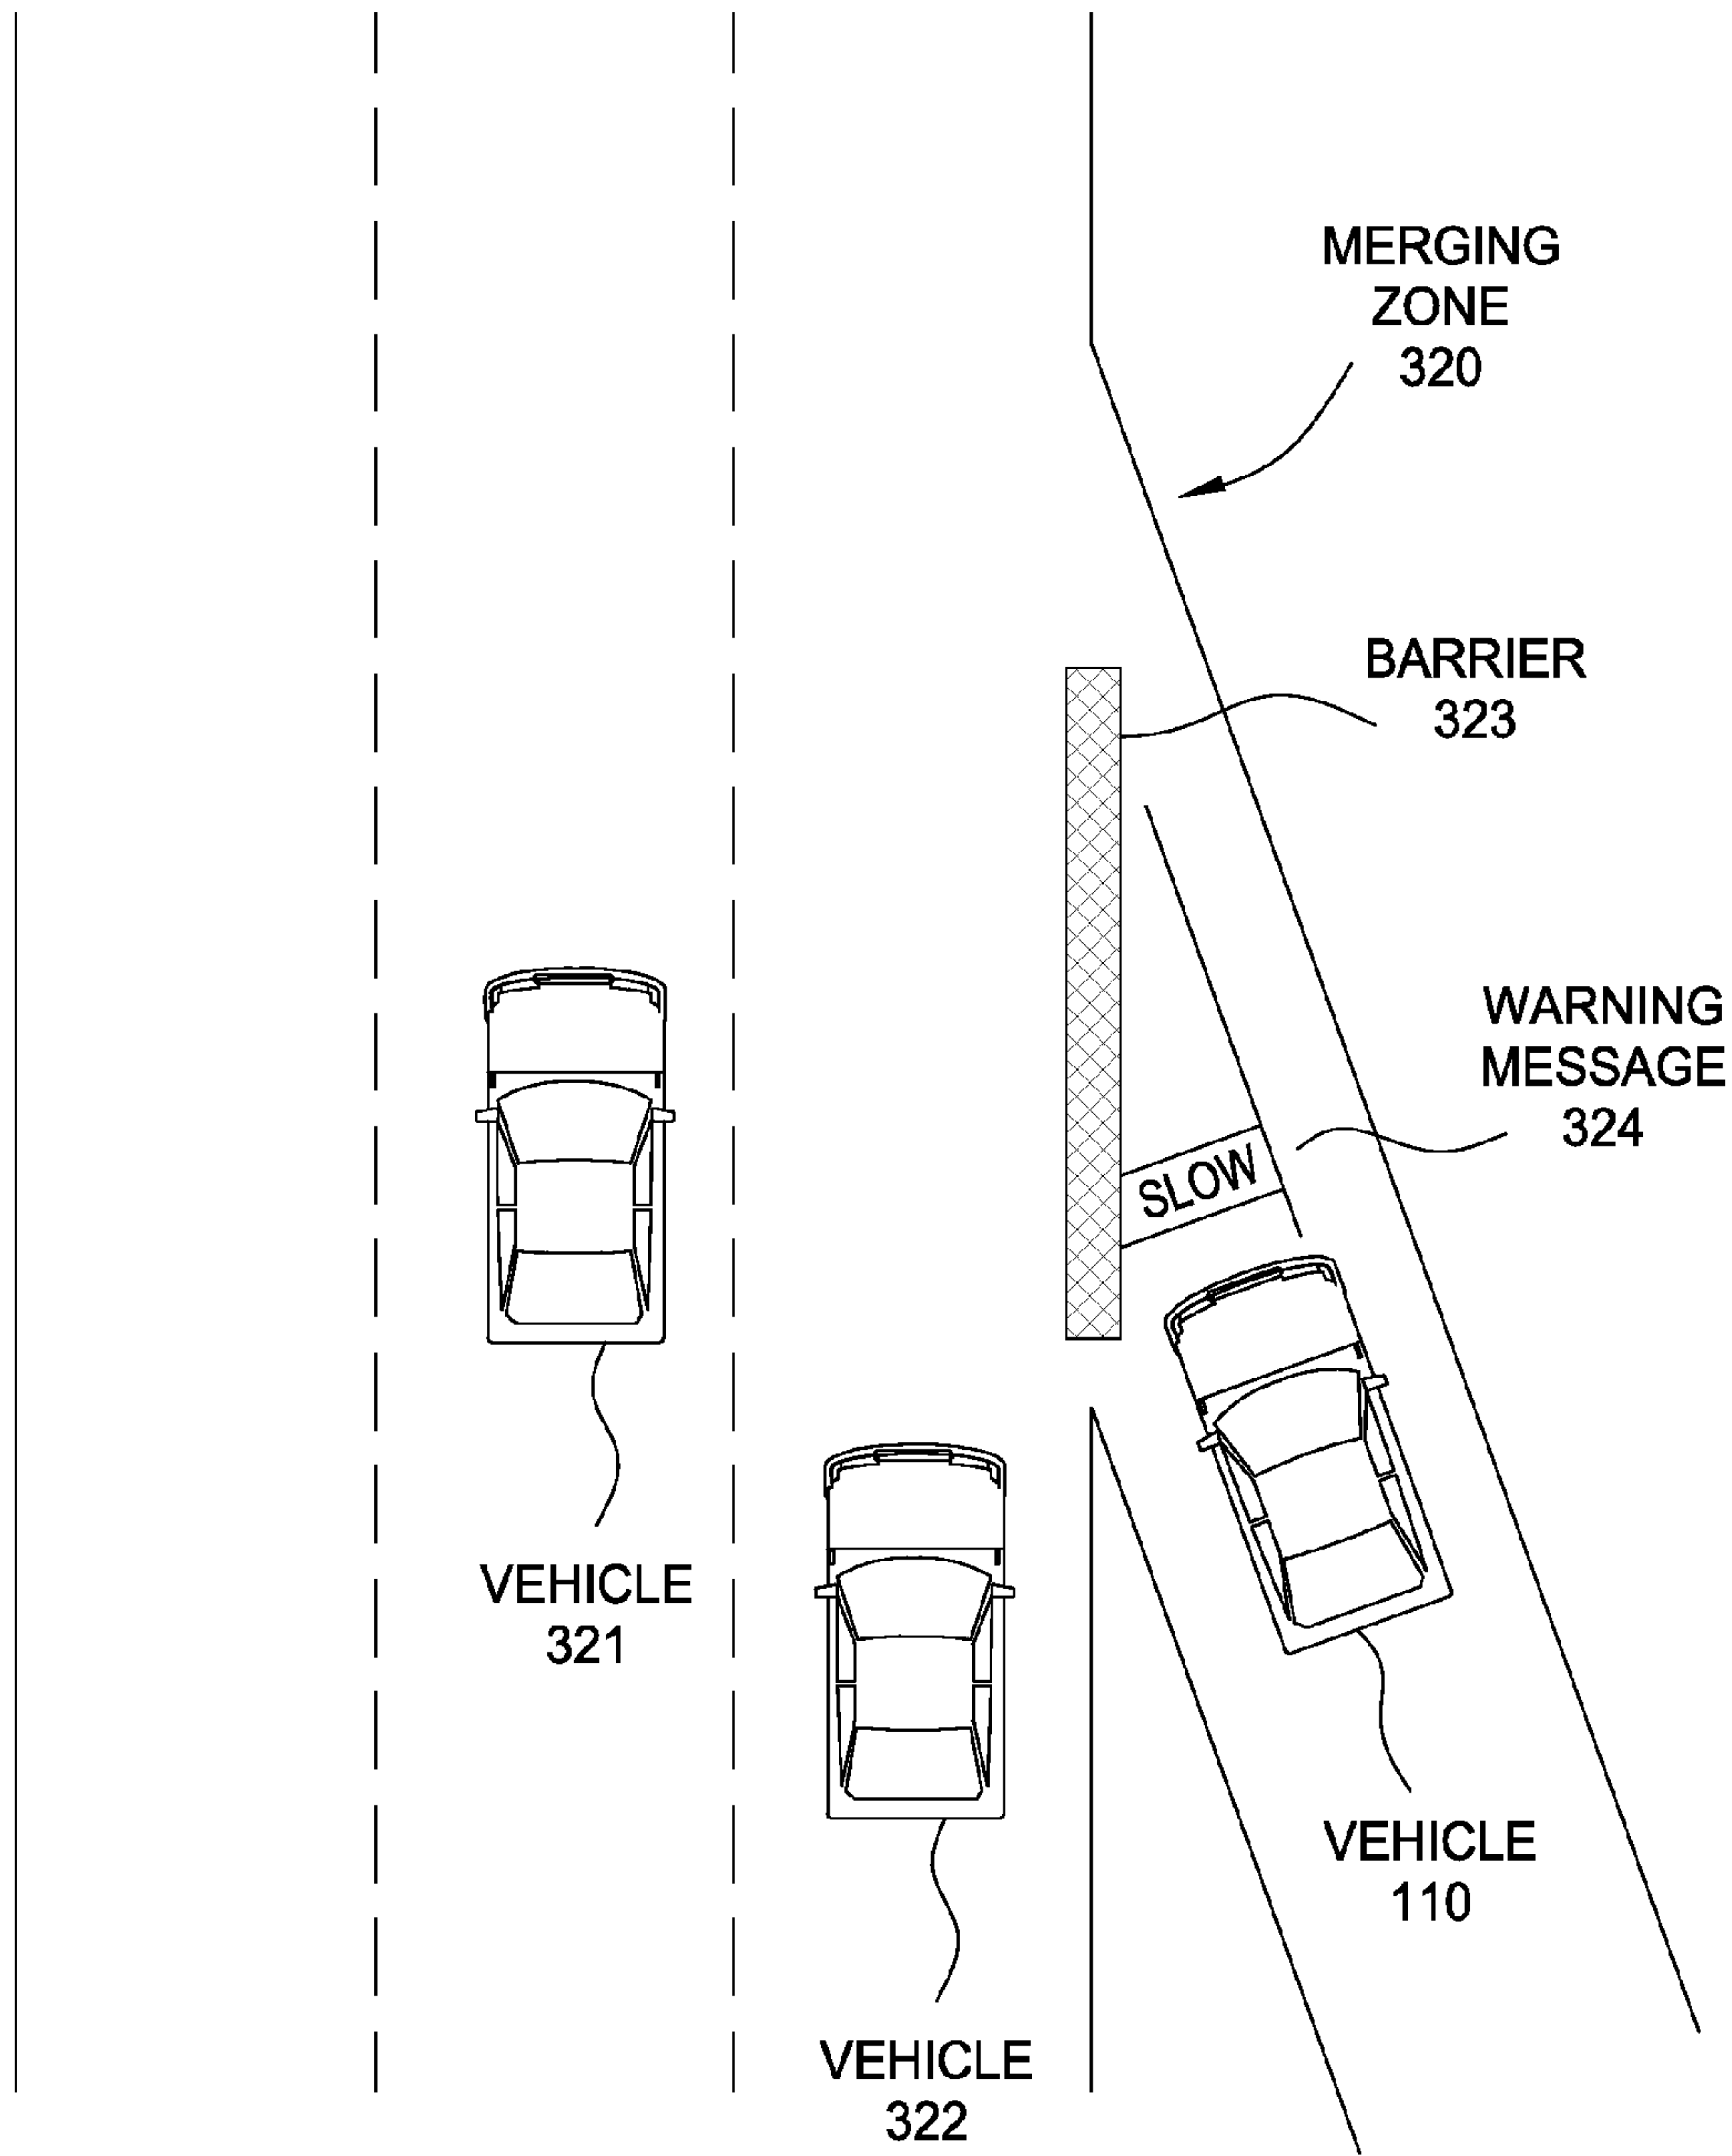 MERGING
ZONE
320
BARRIER
323
WARNING
MESSAGE
324
SLOW
VEHICLE
321
VEHICLE
110
VEHICLE
322